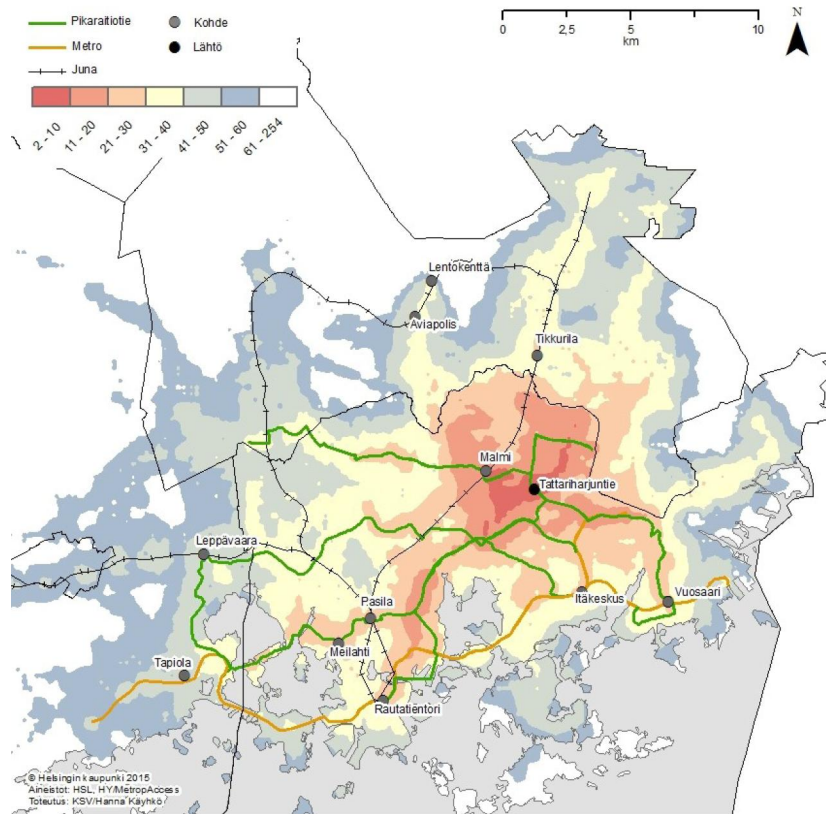 Pikaraitiotie
Kohde
Metro
Lähtö
Juna
2 - 10
11 - 20
21 - 30
31 - 40
41 - 50
51 - 60
61 - 254
0
2,5
5
10
km
N
Lentokenttä
Aviapolis
Tikkurila
Malmi
Tattariharjuntie
Leppävaara
Pasila
Itäkeskus
Vuosaari
Meilahti
Tapiola
Rautatientori
© Helsingin kaupunki 2015
Aineistot: HSL, HY/MetropAccess
Toteutus: KSV/Hanna Käyhkö